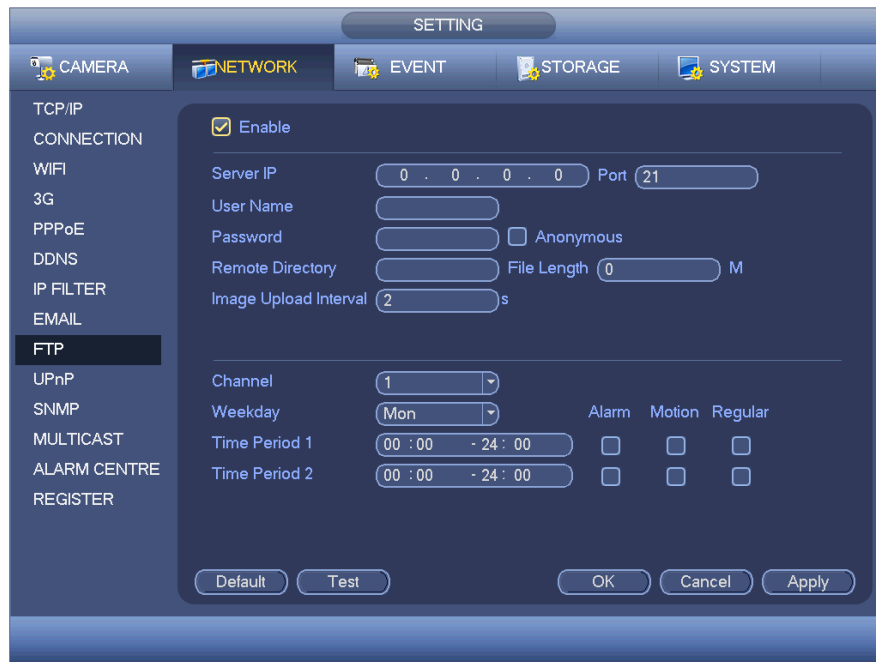 SETTING
CAMERA NETWORK EVENT STORAGE SYSTEM
TCP/IP
CONNECTION
WIFI
3G
PPPoE
DDNS
IP FILTER
EMAIL
FTP
UPnP
SNMP
MULTICAST
ALARM CENTRE
REGISTER
Enable
Server IP 0 . 0 . 0 . 0 Port 21
User Name
Password Anonymous
Remote Directory File Length 0 M
Image Upload Interval 2 s
Channel 1
Weekday Mon Alarm Motion Regular
Time Period 1 00 : 00 - 24 : 00
Time Period 2 00 : 00 - 24 : 00
Default Test OK Cancel Apply